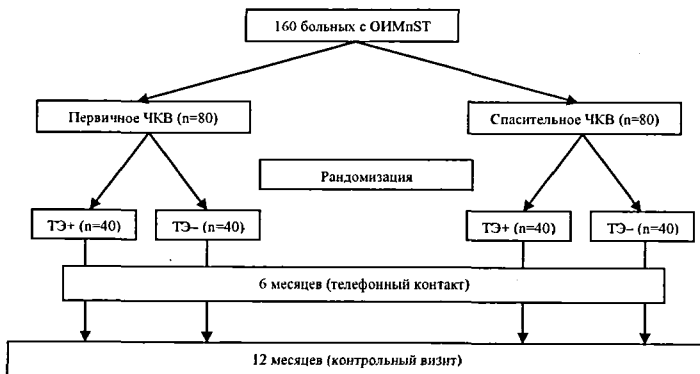 160 больных с ОИМпST
Первичное ЧКВ (n=80)
Спасительное ЧКВ (n=80)
Рандомизация
ТЭ+ (n=40)
ТЭ– (n=40)
ТЭ+ (n=40)
ТЭ– (n=40)
6 месяцев (телефонный контакт)
12 месяцев (контрольный визит)